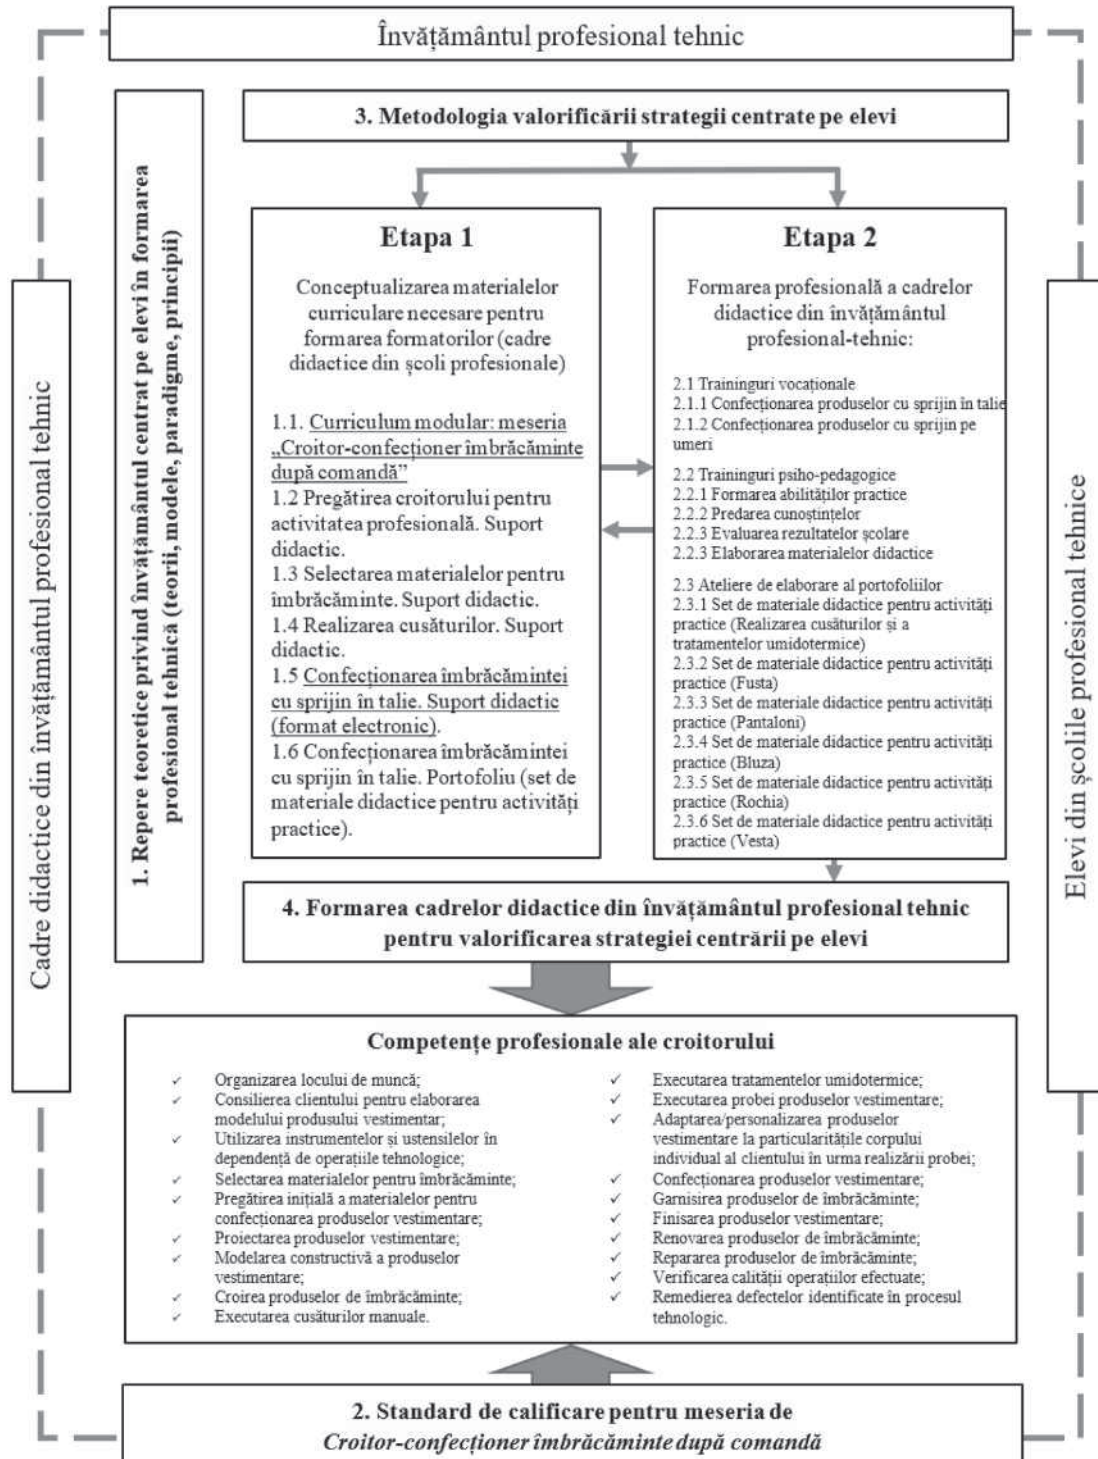 Învățământul profesional tehnic
Cadre didactice din învățământul profesional tehnic
1. Repere teoretice privind învățământul centrat pe elevi în formarea
profesional tehnică (teorii, modele, paradigme, principii)
3. Metodologia valorificării strategii centrate pe elevi
Etapa 1
Conceptualizarea materialelor
curriculare necesare pentru
formarea formatorilor (cadre
didactice din școli profesionale)
1.1. Curriculum modular: meseria
„Croitor-confecționer îmbrăcăminte
după comandă”
1.2 Pregătirea croitorului pentru
activitatea profesională. Suport
didactic.
1.3 Selectarea materialelor pentru
îmbrăcăminte. Suport didactic.
1.4 Realizarea cusăturilor. Suport
didactic.
1.5 Confecționarea îmbrăcămintei
cu sprijin în talie. Suport didactic
(format electronic).
1.6 Confecționarea îmbrăcămintei
cu sprijin în talie. Portofoliu (set de
materiale didactice pentru activități
practice).
Etapa 2
Formarea profesională a cadrelor
didactice din învățământul
profesional-tehnic:
2.1 Traininguri vocaționale
2.1.1 Confecționarea produselor cu sprijin în talie
2.1.2 Confecționarea produselor cu sprijin pe
umeri
2.2 Traininguri psiho-pedagogice
2.2.1 Formarea abilităților practice
2.2.2 Predarea cunoștințelor
2.2.3 Evaluarea rezultatelor școlare
2.2.3 Elaborarea materialelor didactice
2.3 Ateliere de elaborare al portofoliilor
2.3.1 Set de materiale didactice pentru activități
practice (Realizarea cusăturilor și a
tratamentelor umidotermice)
2.3.2 Set de materiale didactice pentru activități
practice (Fusta)
2.3.3 Set de materiale didactice pentru activități
practice (Pantaloni)
2.3.4 Set de materiale didactice pentru activități
practice (Bluza)
2.3.5 Set de materiale didactice pentru activități
practice (Rochia)
2.3.6 Set de materiale didactice pentru activități
practice (Vesta)
Elevi din școlile profesional tehnice
4. Formarea cadrelor didactice din învățământul profesional tehnic
pentru valorificarea strategiei centrării pe elevi
Competențe profesionale ale croitorului
✓ Organizarea locului de muncă;
✓ Consilierea clientului pentru elaborarea
modelului produsului vestimentar;
✓ Utilizarea instrumentelor și ustensilelor în
dependență de operațiile tehnologice;
✓ Selectarea materialelor pentru îmbrăcăminte;
✓ Pregătirea inițială a materialelor pentru
confecționarea produselor vestimentare;
✓ Proiectarea produselor vestimentare;
✓ Modelarea constructivă a produselor
vestimentare;
✓ Croirea produselor de îmbrăcăminte;
✓ Executarea cusăturilor manuale.
✓ Executarea tratamentelor umidotermice;
✓ Executarea probei produselor vestimentare;
✓ Adaptarea/personalizarea produselor
vestimentare la particularitățile corpului
individual al clientului în urma realizării probei;
✓ Confecționarea produselor vestimentare;
✓ Garnisirea produselor de îmbrăcăminte;
✓ Finisarea produselor vestimentare;
✓ Renovarea produselor de îmbrăcăminte;
✓ Repararea produselor de îmbrăcăminte;
✓ Verificarea calității operațiilor efectuate;
✓ Remedierea defectelor identificate în procesul
tehnologic.
2. Standard de calificare pentru meseria de
Croitor-confecționer îmbrăcăminte după comandă